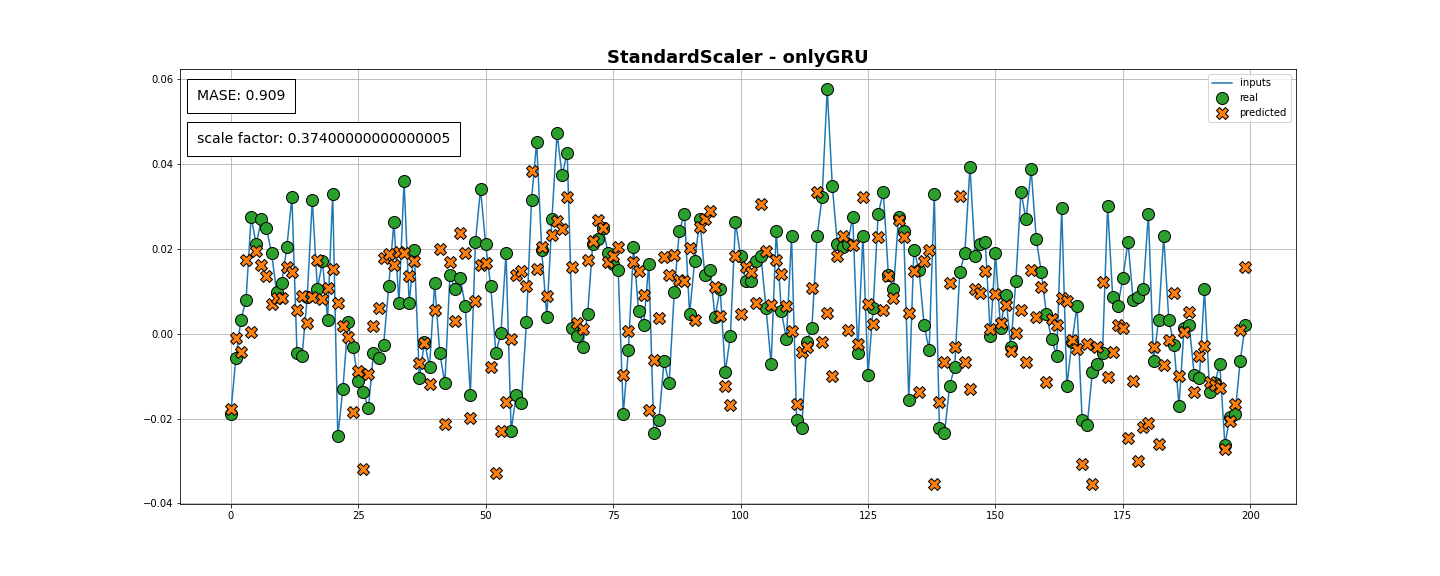 StandardScaler - onlyGRU
MASE: 0.909
scale factor: 0.37400000000000005
inputs
real
predicted
0.06
0.04
0.02
0.00
−0.02
−0.04
0
25
50
75
100
125
150
175
200